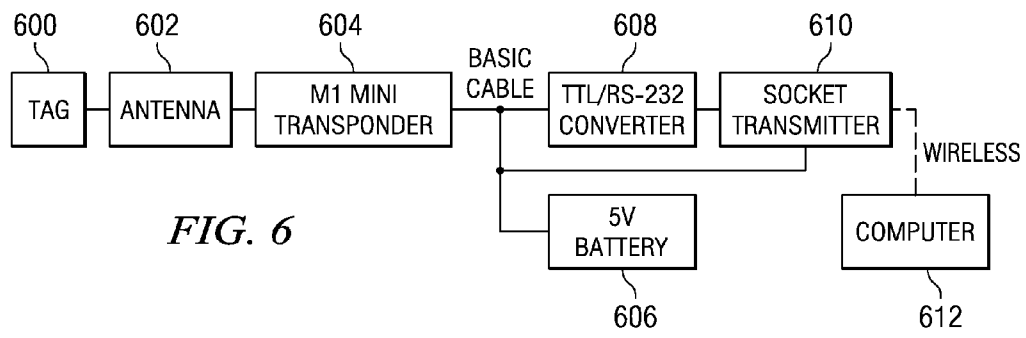 600
602
604
608
610
BASIC
CABLE
TAG
ANTENNA
M1 MINI
TRANSPONDER
TTL/RS-232
CONVERTER
SOCKET
TRANSMITTER
WIRELESS
FIG. 6
5V
BATTERY
COMPUTER
606
612